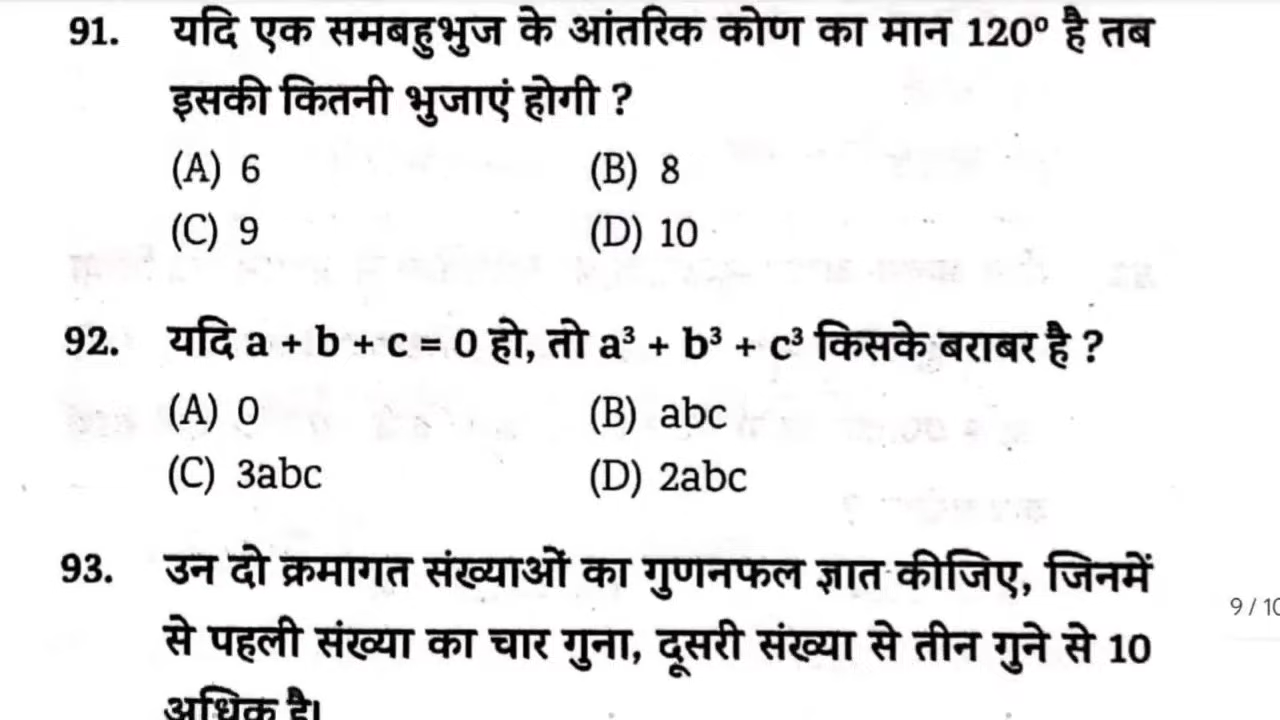 91. यदि एक समबहुभुज के आंतरिक कोण का मान 120⁰ है तब
इसकी कितनी भुजाएं होगी ?
(A) 6 (B) 8
(C) 9 (D) 10
92. यदि a + b + c = 0 हो, तो a³ + b³ + c³ किसके बराबर है ?
(A) 0 (B) abc
(C) 3abc (D) 2abc
93. उन दो क्रमागत संख्याओं का गुणनफल ज्ञात कीजिए, जिनमें
9 / 10
से पहली संख्या का चार गुना, दूसरी संख्या से तीन गुने से 10
अधिक है।